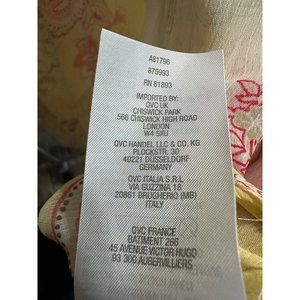 A81796
875993
RN 81893
IMPORTED BY:
QVC UK
CHISWICK PARK
566 CHISWICK HIGH ROAD
LONDON
W4 5XU
QVC HANDEL LLC & CO. KG
PLOCKSTR. 30
40221 DÜSSELDORF
GERMANY
QVC ITALIA S.R.L
VIA GUZZINA 18
20861 BRUGHERIO (MB)
ITALY
QVC FRANCE
BATIMENT 266
45 AVENUE VICTOR HUGO
93 300 AUBERVILLIERS